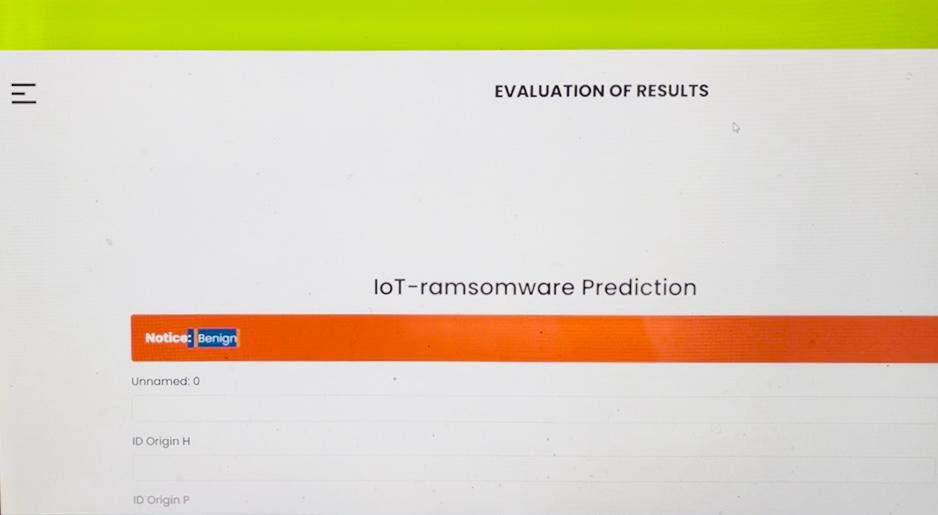 EVALUATION OF RESULTS
IoT-ramsomware Prediction
Notice: Benign
Unnamed: 0
ID Origin H
ID Origin P